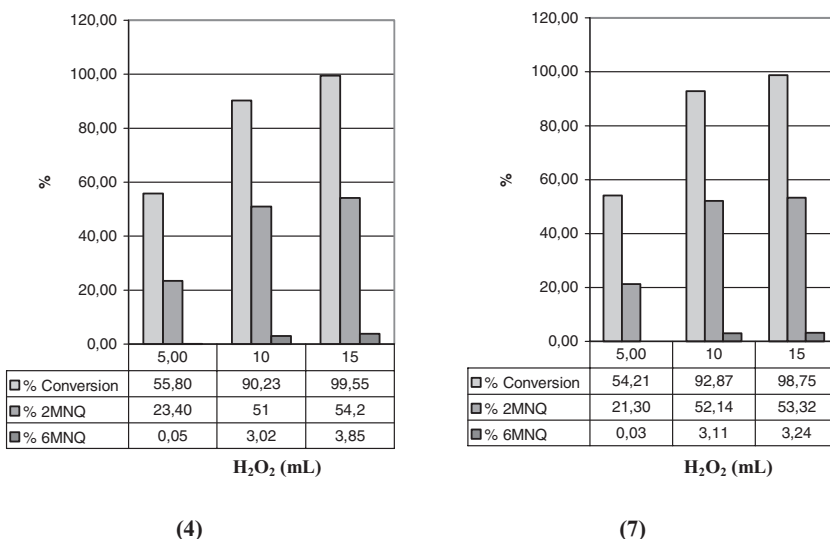 120,00
100,00
80,00
60,00
40,00
20,00
0,00
%
5,00 10 15
% Conversion 55,80 90,23 99,55
% 2MNQ 23,40 51 54,2
% 6MNQ 0,05 3,02 3,85
H₂O₂ (mL)
(4)
120,00
100,00
80,00
60,00
40,00
20,00
0,00
%
5,00 10 15
% Conversion 54,21 92,87 98,75
% 2MNQ 21,30 52,14 53,32
% 6MNQ 0,03 3,11 3,24
H₂O₂ (mL)
(7)